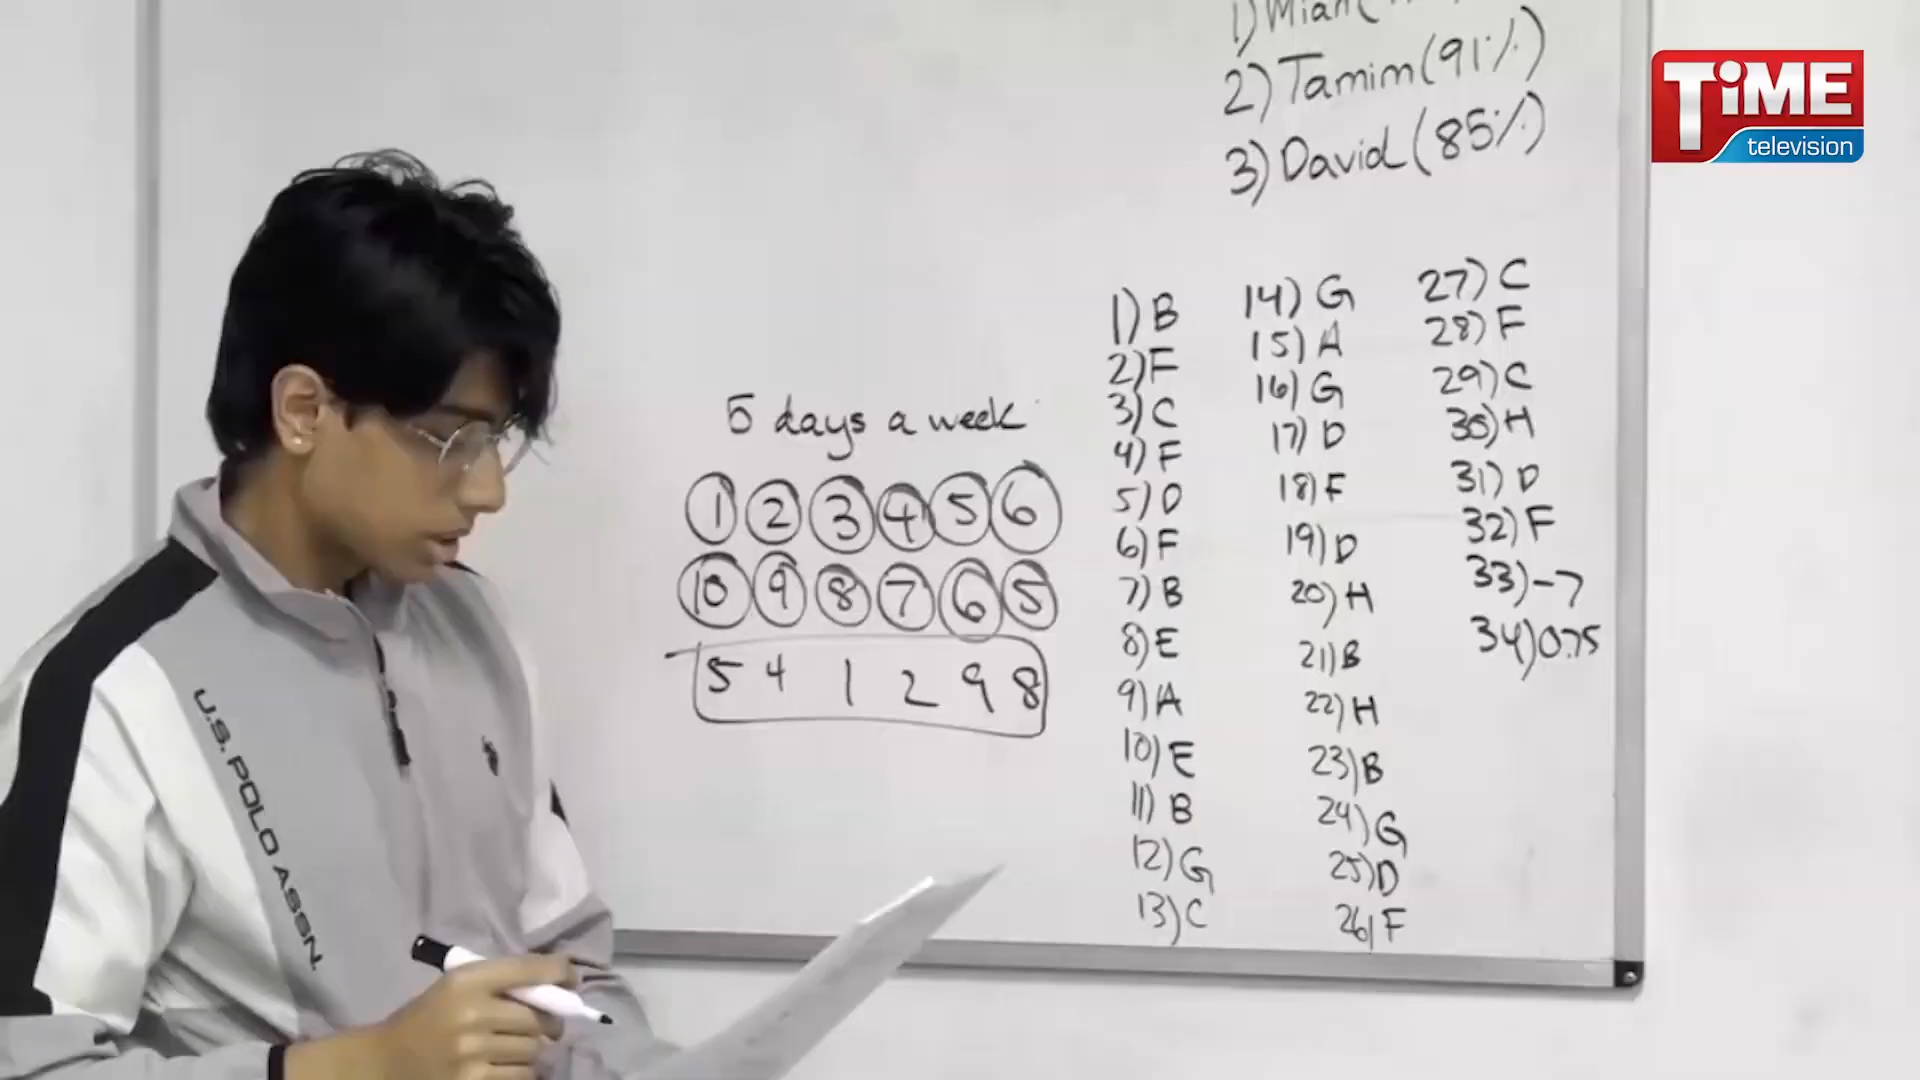 1) Mian (
2) Tamim (91%)
3) David (85%)
TiME
television
5 days a week
1 2 3 4 5 6
10 9 8 7 6 5
5 4 1 2 9 8
1) B
2) F
3) C
4) F
5) D
6) F
7) B
8) E
9) A
10) E
11) B
12) G
13) C
14) G
15) A
16) G
17) D
18) F
19) D
20) H
21) B
22) H
23) B
24) G
25) D
26) F
27) C
28) F
29) C
30) H
31) D
32) F
33) -7
34) 0.75
U.S. POLO ASSN.